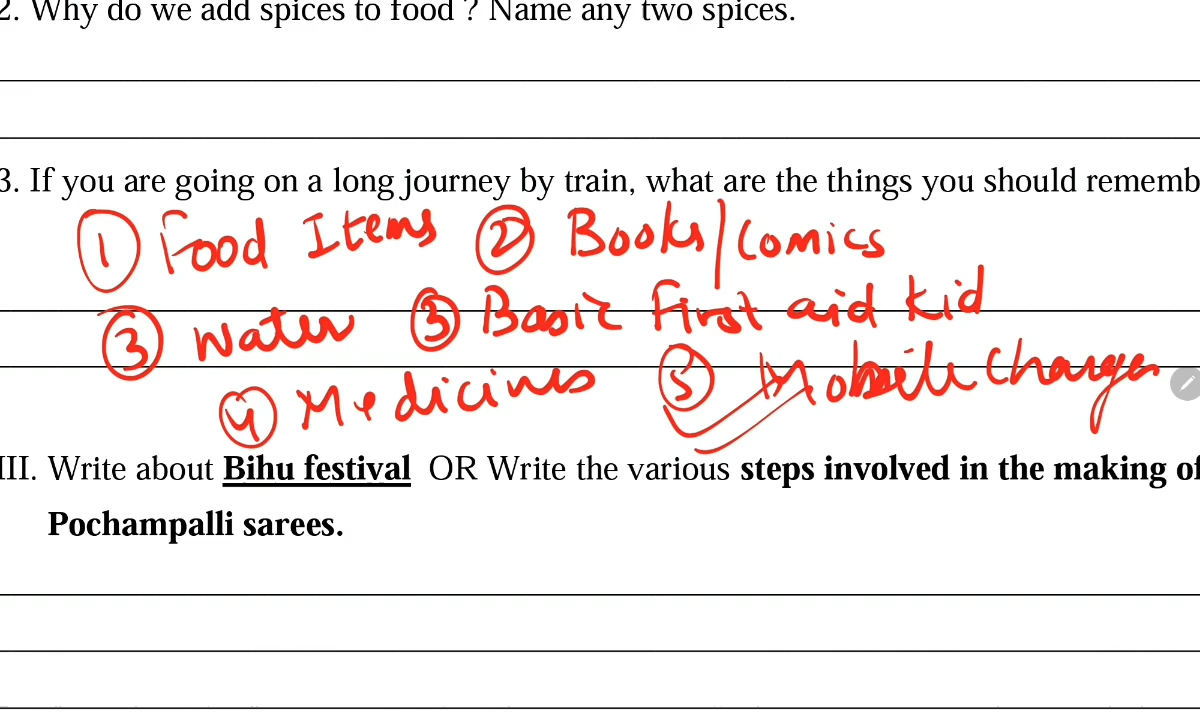 2. Why do we add spices to food ? Name any two spices.
3. If you are going on a long journey by train, what are the things you should rememb
1 Food Items 2 Books/Comics
3 Water 3 Basic First aid kid
4 Medicines 5 Mobile Charger
III. Write about Bihu festival OR Write the various steps involved in the making of
Pochampalli sarees.